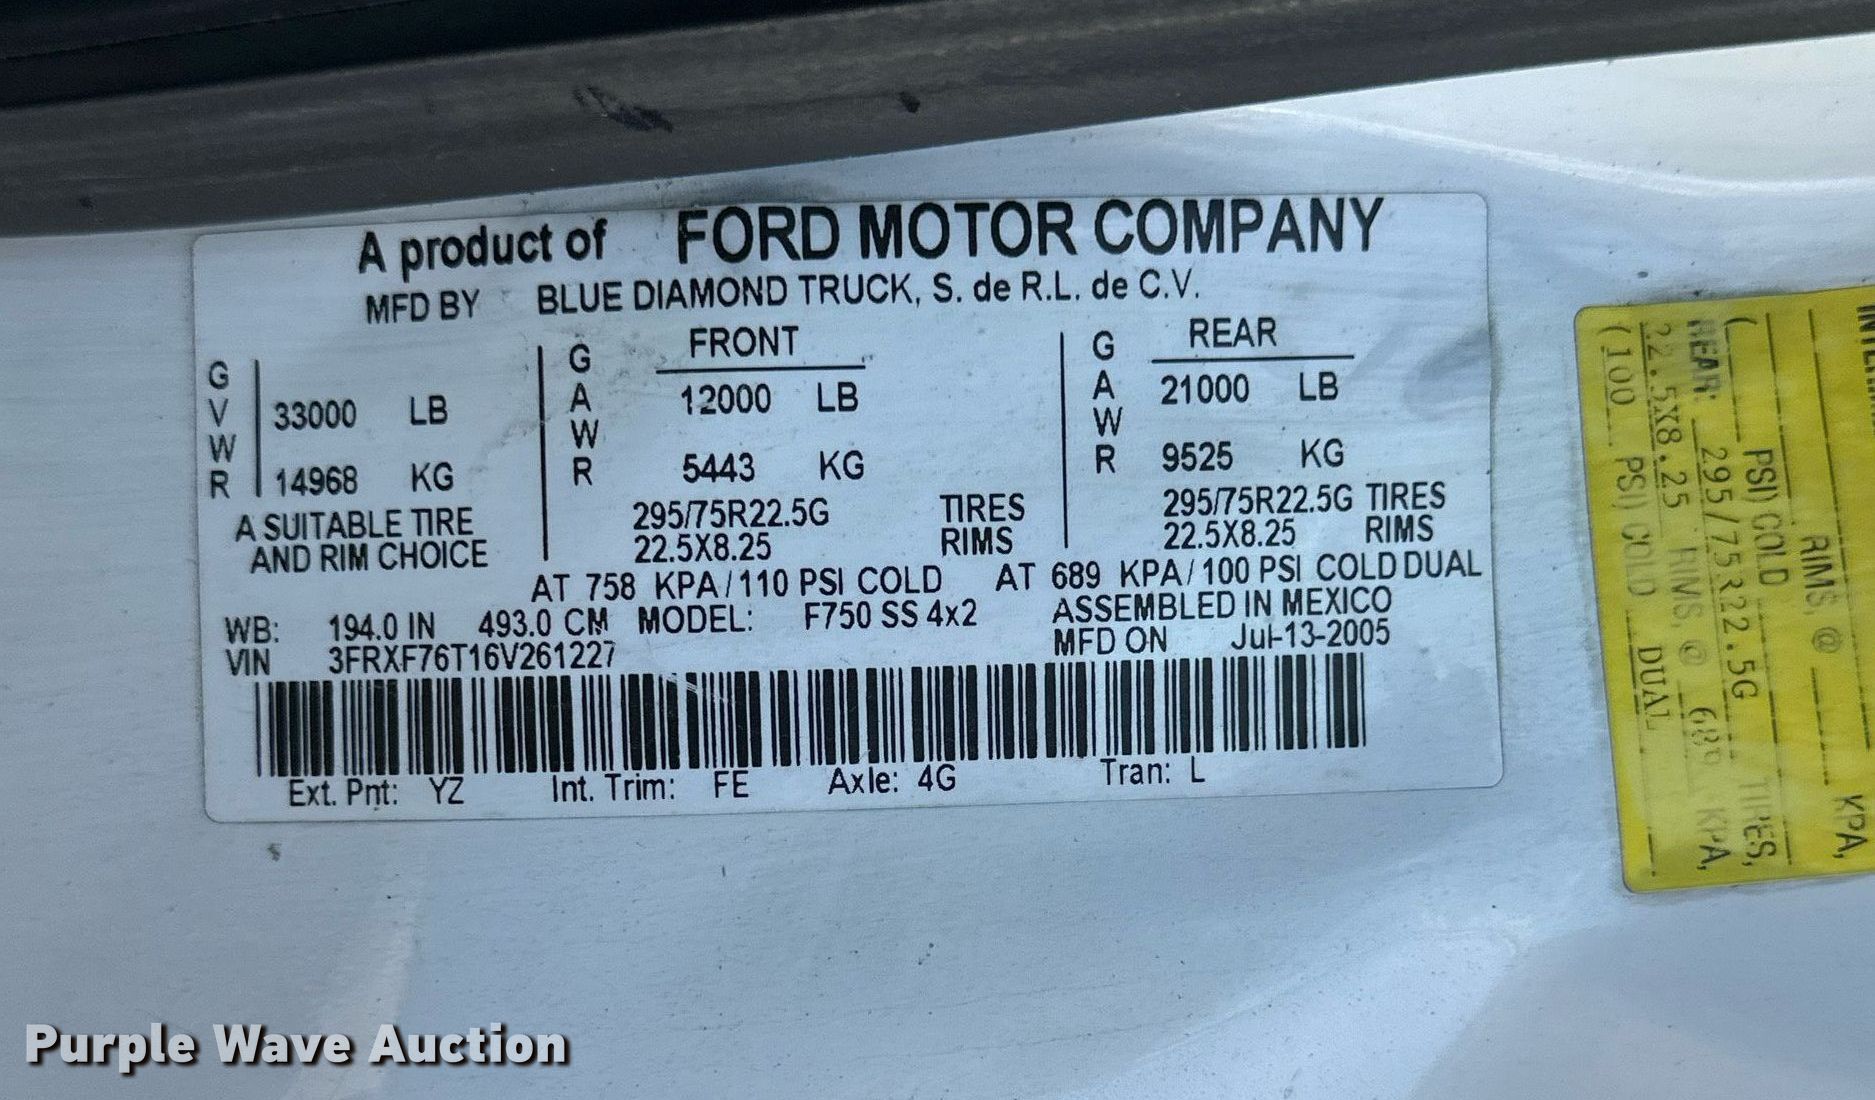 A product of FORD MOTOR COMPANY
MFD BY BLUE DIAMOND TRUCK, S. de R.L. de C.V.
GVWR
33000 LB
14968 KG
A SUITABLE TIRE
AND RIM CHOICE
GAWR
FRONT
12000 LB
5443 KG
295/75R22.5G TIRES
22.5X8.25 RIMS
AT 758 KPA/110 PSI COLD
GAWR
REAR
21000 LB
9525 KG
295/75R22.5G TIRES
22.5X8.25 RIMS
AT 689 KPA/100 PSI COLD DUAL
WB: 194.0 IN 493.0 CM MODEL: F750 SS 4x2
ASSEMBLED IN MEXICO
VIN 3FRXF76T16V261227
MFD ON Jul-13-2005
Ext. Pnt: YZ Int. Trim: FE Axle: 4G Tran: L
RIMS, @ KPA,
( PSI) COLD
REAR: 295/75R22.5G TIRES,
22.5X8.25 RIMS, @ 689 KPA,
(100 PSI) COLD DUAL
Purple Wave Auction